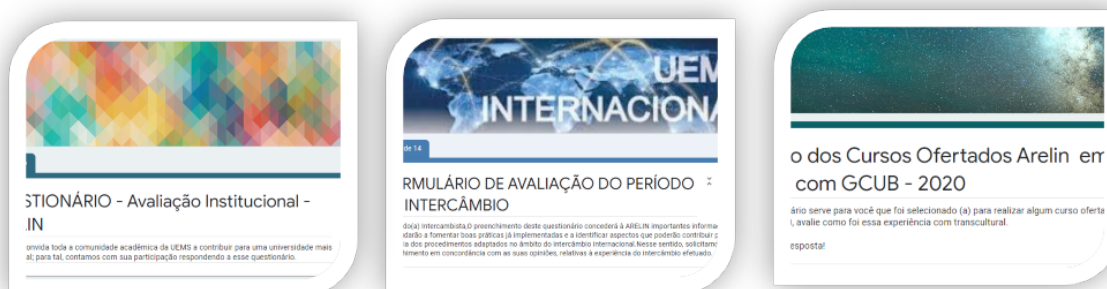 STIONÁRIO - Avaliação Institucional -
IN
onvida toda a comunidade acadêmica da UEMS a contribuir para uma universidade mais
al; para tal, contamos com sua participação respondendo a esse questionário.
UEM
INTERNACIONA
de 14
RMULÁRIO DE AVALIAÇÃO DO PERÍODO
INTERCÂMBIO
do(a) Intercambista,O preenchimento deste questionário concederá à ARELIN importantes informa
darão a fomentar boas práticas já implementadas e a identificar aspectos que poderão contribuir p
ia dos procedimentos adaptados no âmbito do intercâmbio internacional.Nesse sentido, solicitamo
himento em concordância com as suas opiniões, relativas à experiência do intercâmbio efetuado.
o dos Cursos Ofertados Arelin em
com GCUB - 2020
ário serve para você que foi selecionado (a) para realizar algum curso oferta
, avalie como foi essa experiência com transcultural.
esposta!